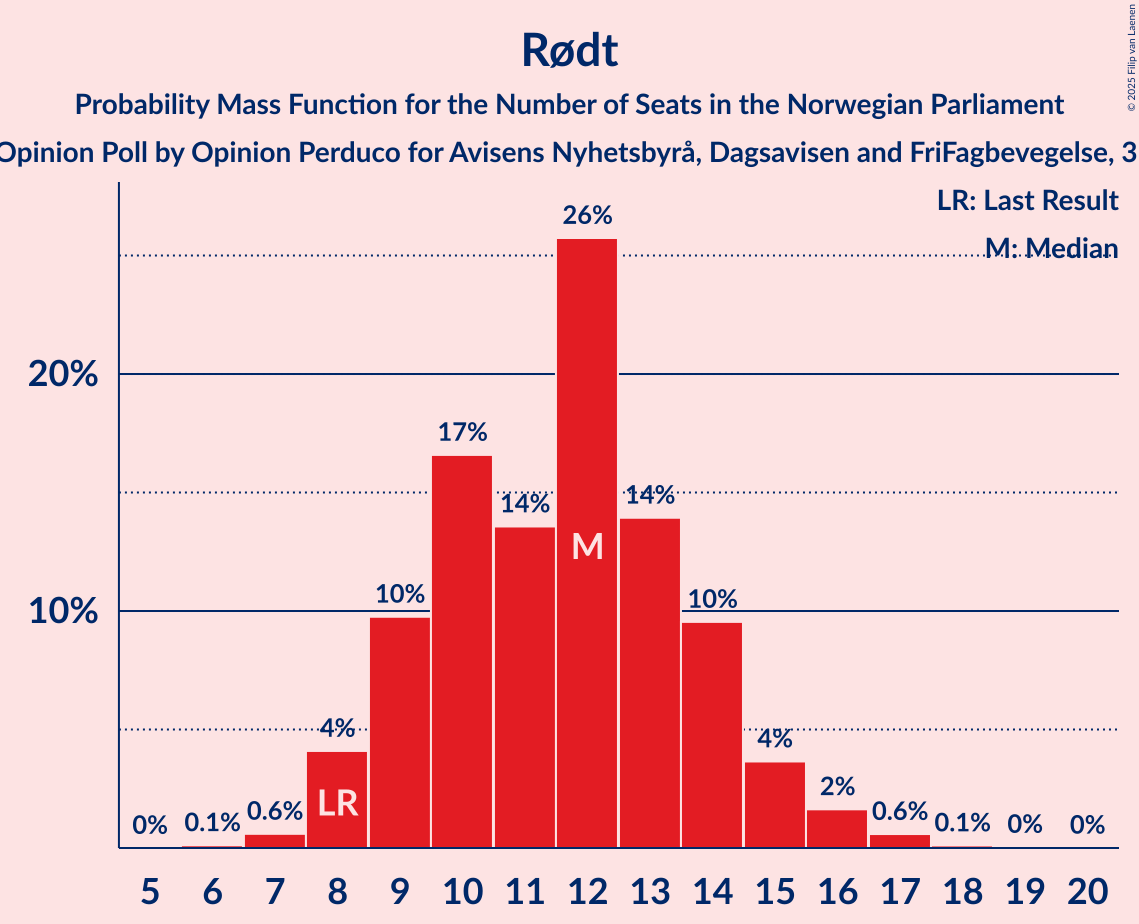 Rødt
Probability Mass Function for the Number of Seats in the Norwegian Parliament
Opinion Poll by Opinion Perduco for Avisens Nyhetsbyrå, Dagsavisen and FriFagbevegelse, 3
© 2025 Filip van Laenen
LR: Last Result
M: Median
20%
10%
0%
0.1%
0.6%
4%
10%
17%
14%
26%
14%
10%
4%
2%
0.6%
0.1%
0%
0%
LR
M
5 6 7 8 9 10 11 12 13 14 15 16 17 18 19 20